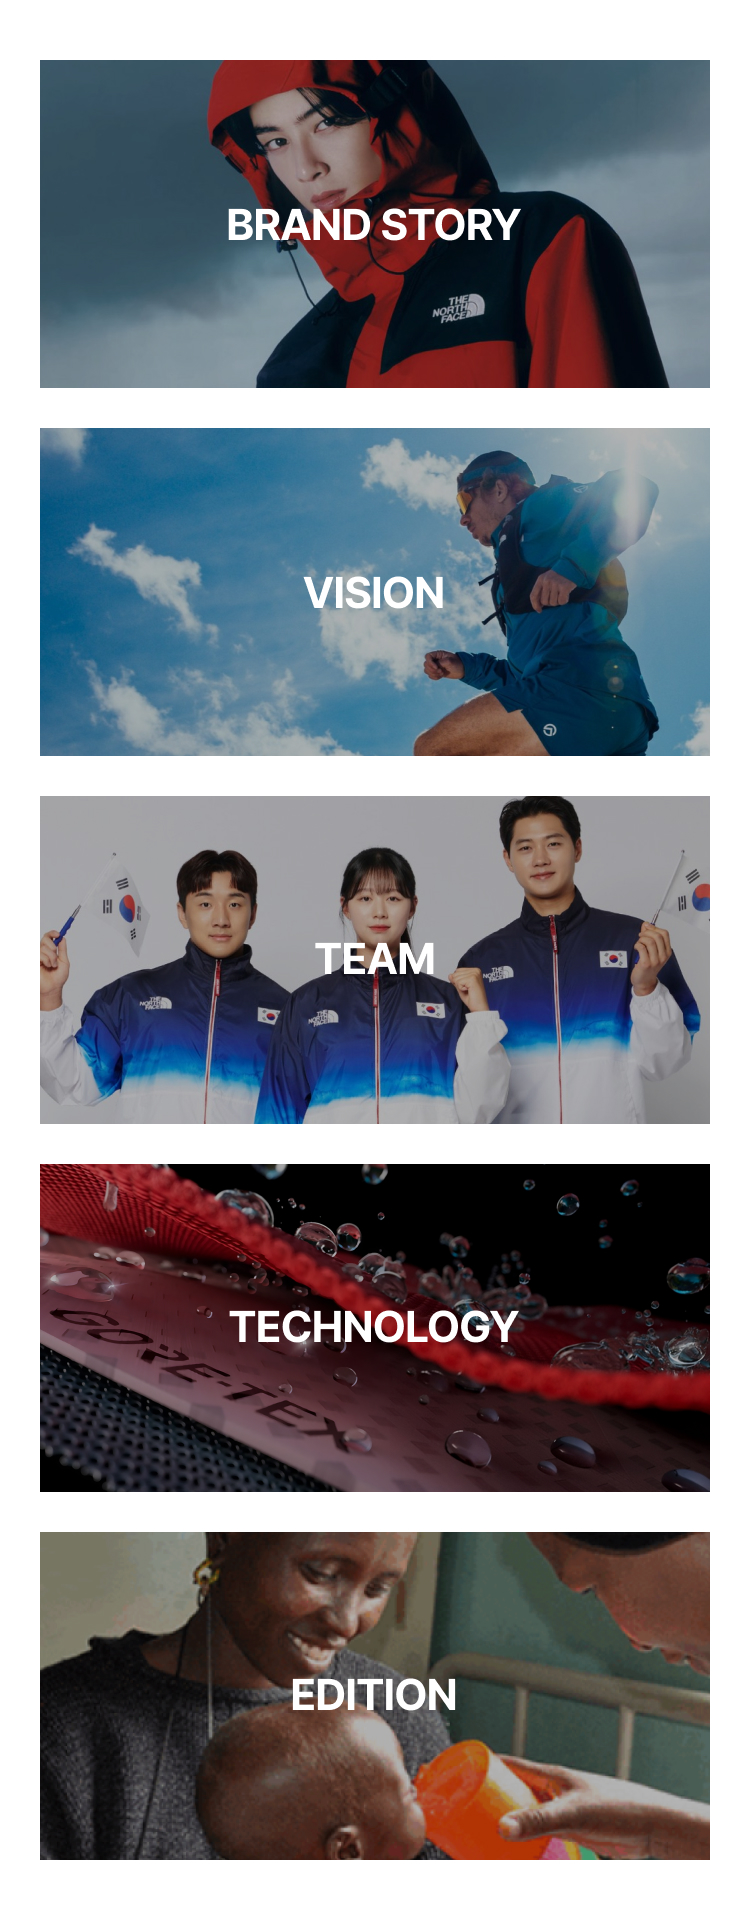 BRAND STORY
THE
NORTH
FACE
VISION
TEAM
THE
NORTH
FACE
THE
NORTH
FACE
THE
NORTH
FACE
TECHNOLOGY
GORE-TEX
EDITION